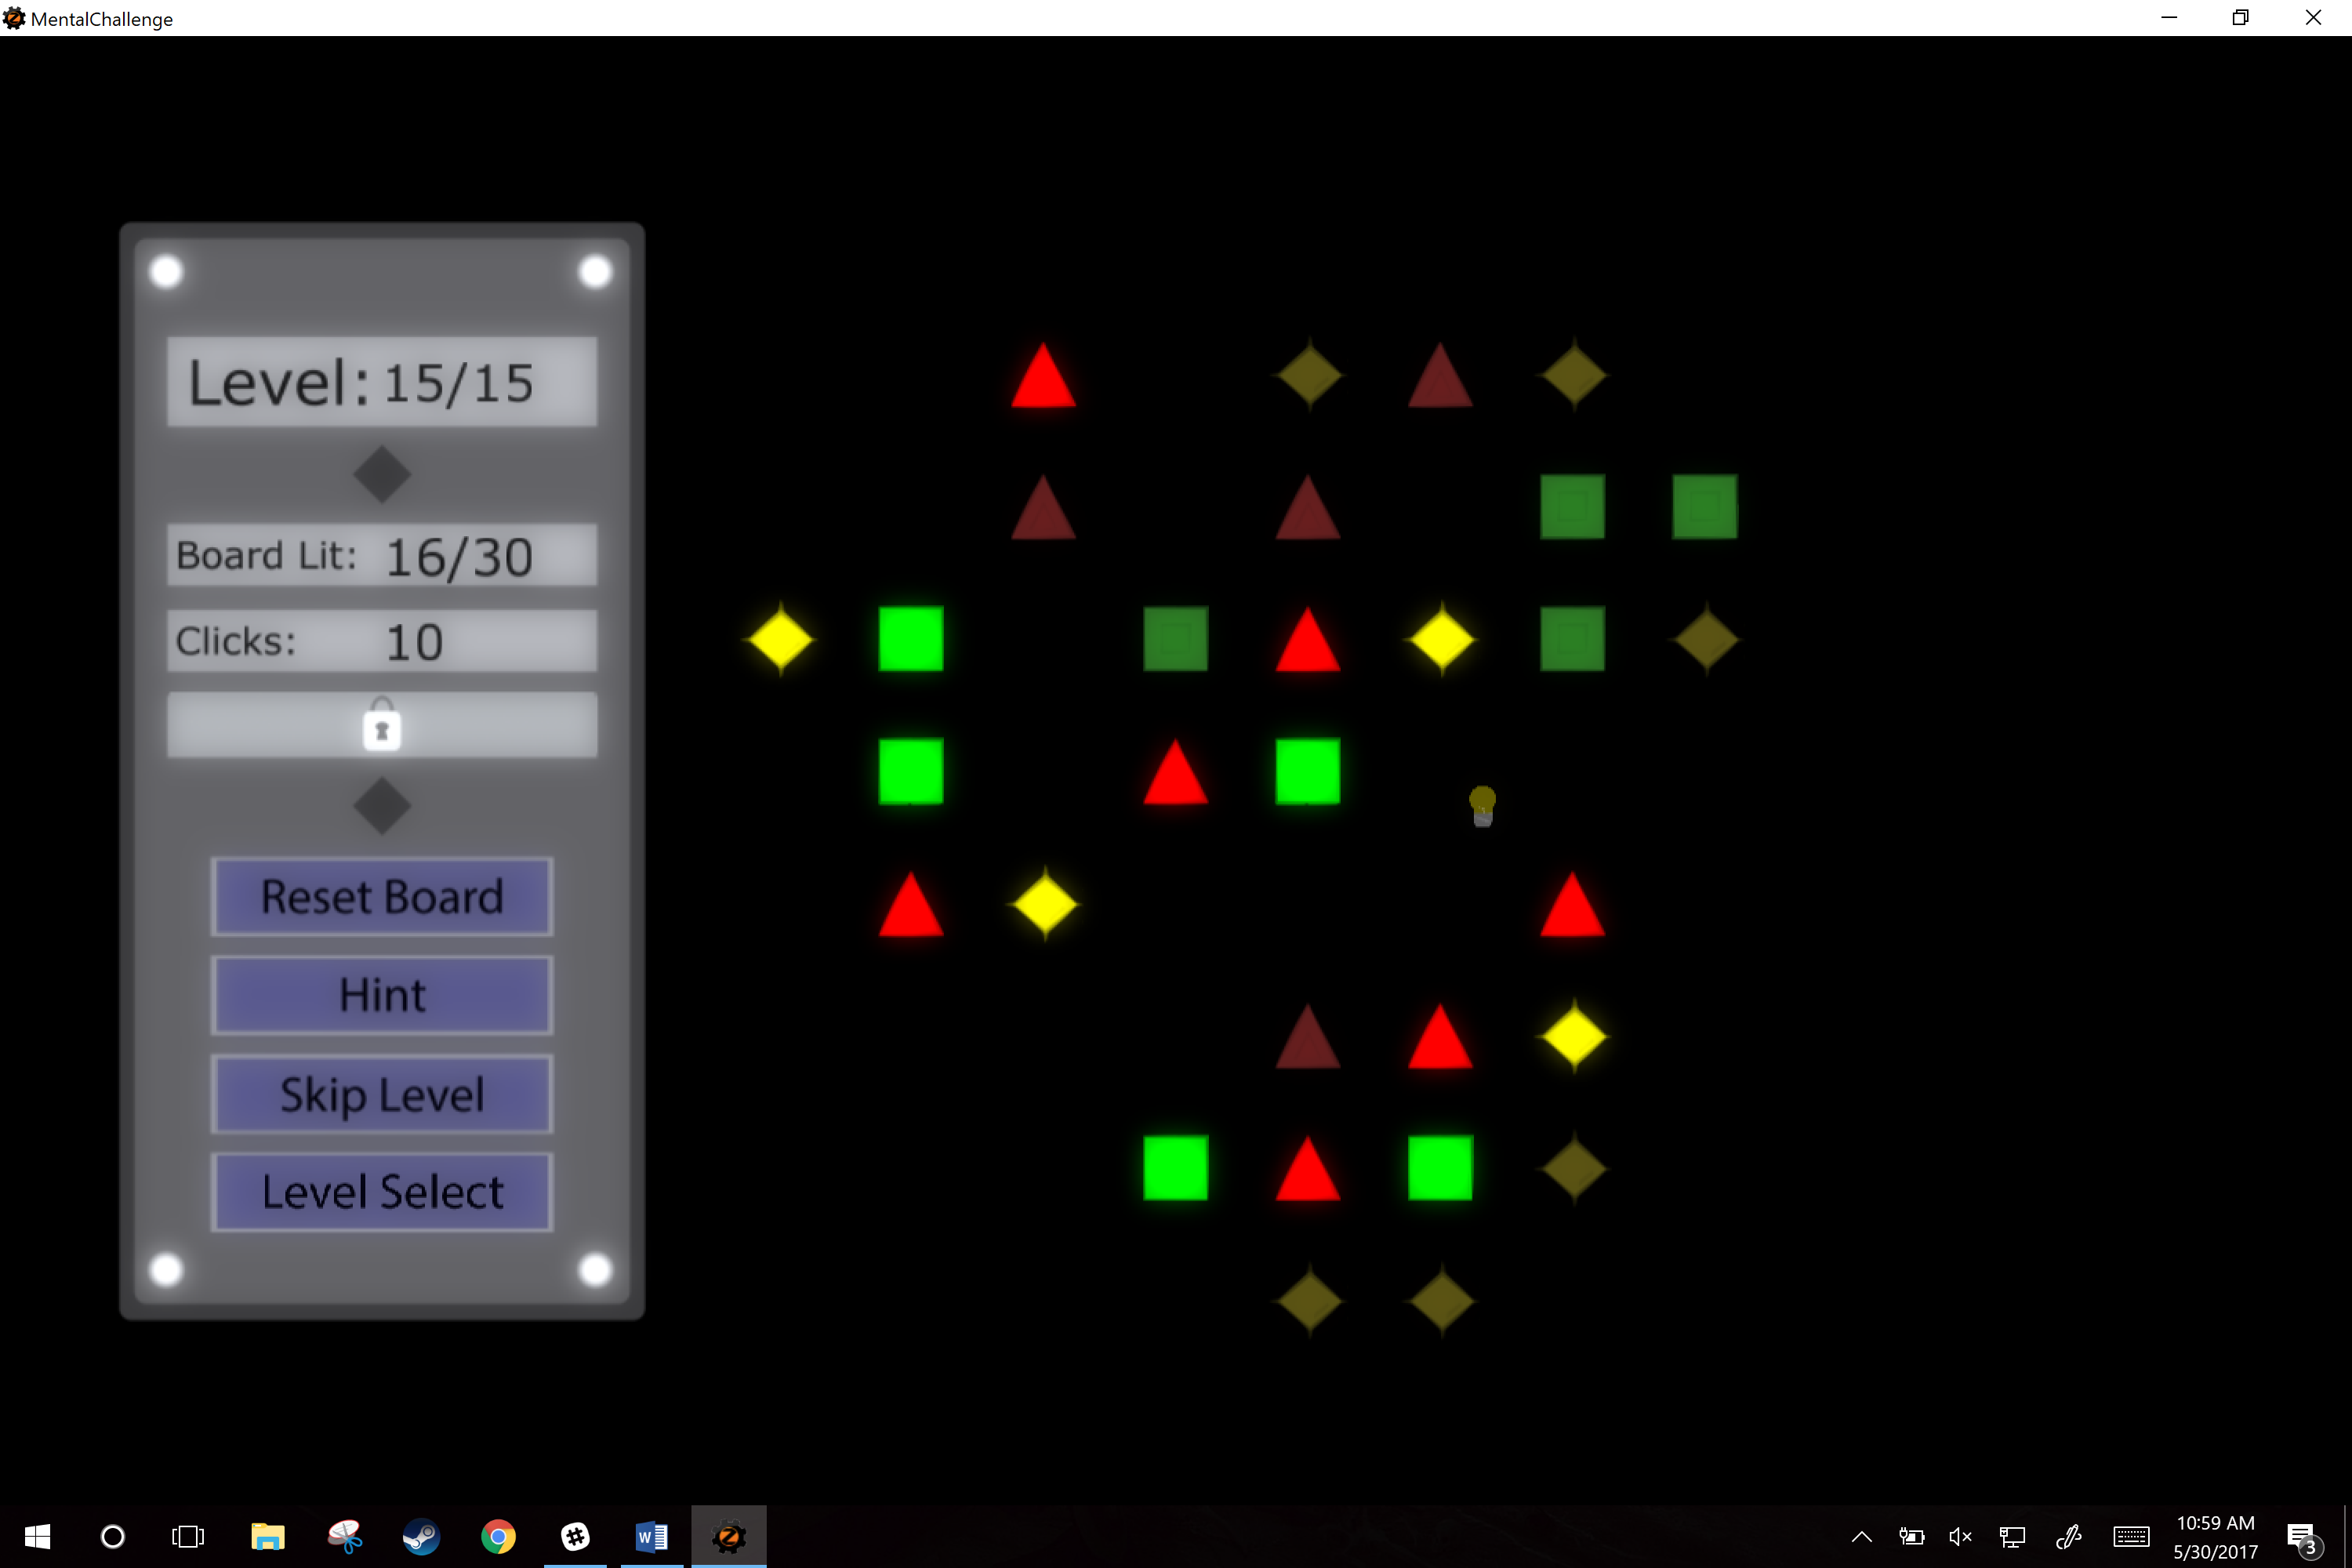 MentalChallenge
Level: 15/15
Board Lit: 16/30
Clicks: 10
Reset Board
Hint
Skip Level
Level Select
10:59 AM
5/30/2017
3